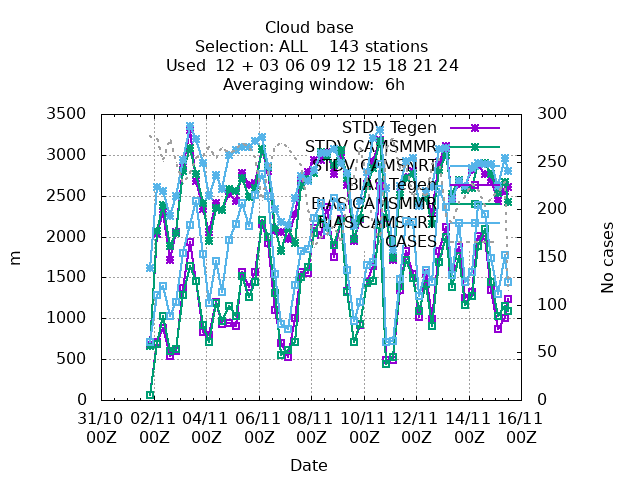 Cloud base
Selection: ALL 143 stations
Used 12 + 03 06 09 12 15 18 21 24
Averaging window: 6h
3500
3000
2500
2000
1500
1000
500
0
m
300
250
200
150
100
50
0
No cases
STDV Tegen
STDV CAMSMMR
STDV CAMSMRT
BIAS Tegen
BIAS CAMSMMR
BIAS CAMSMRT
CASES
31/10 02/11 04/11 06/11 08/11 10/11 12/11 14/11 16/11
00Z 00Z 00Z 00Z 00Z 00Z 00Z 00Z 00Z
Date